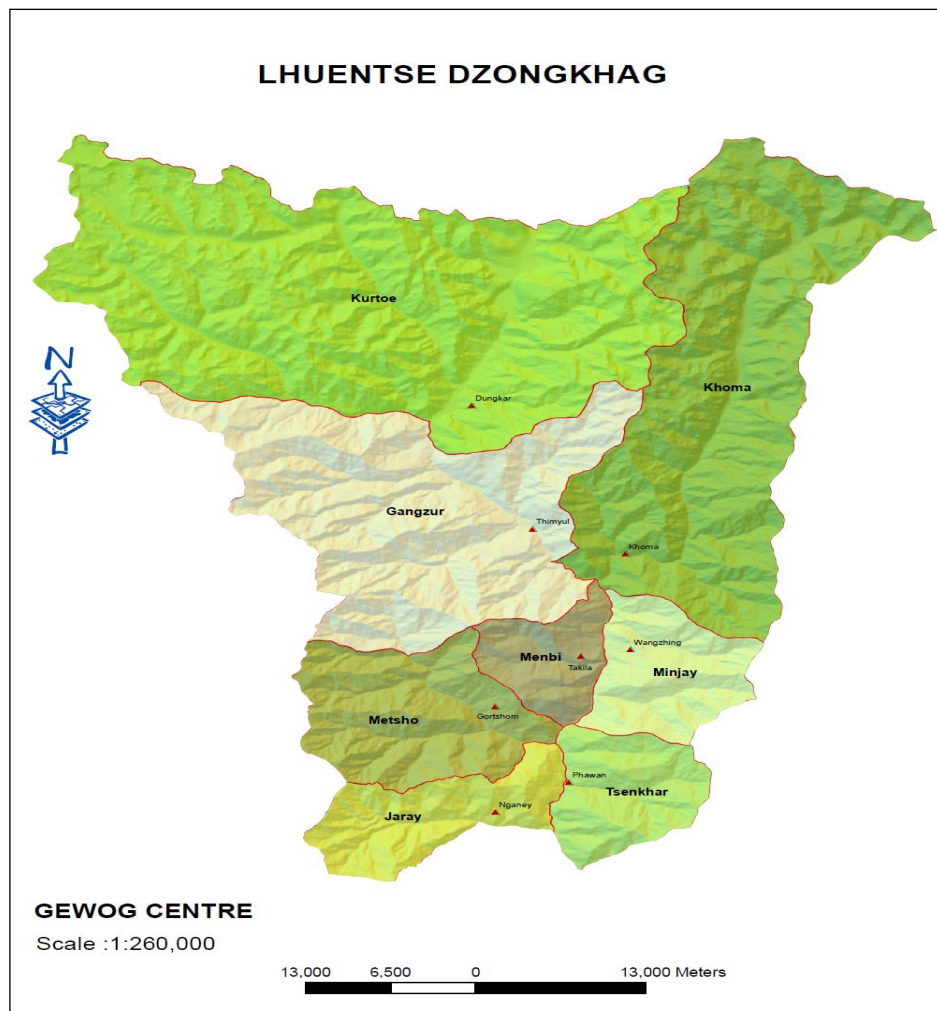 LHUENTSE DZONGKHAG
Kurtoe
Khoma
Dungkar
N
Gangzur
Thimyul
Khoma
Wangzhing
Menbi
Takila
Minjay
Gortshom
Metsho
Phawan
Tsenkhar
Nganey
Jaray
GEWOG CENTRE
Scale :1:260,000
13,000 6,500 0 13,000 Meters